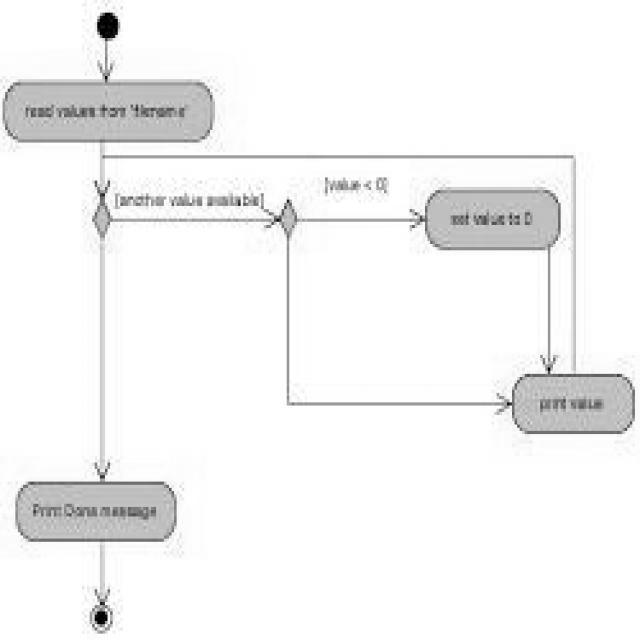 read values from 'filename'
[another value available]
[value < 0]
set value to 0
print value
Print Done message